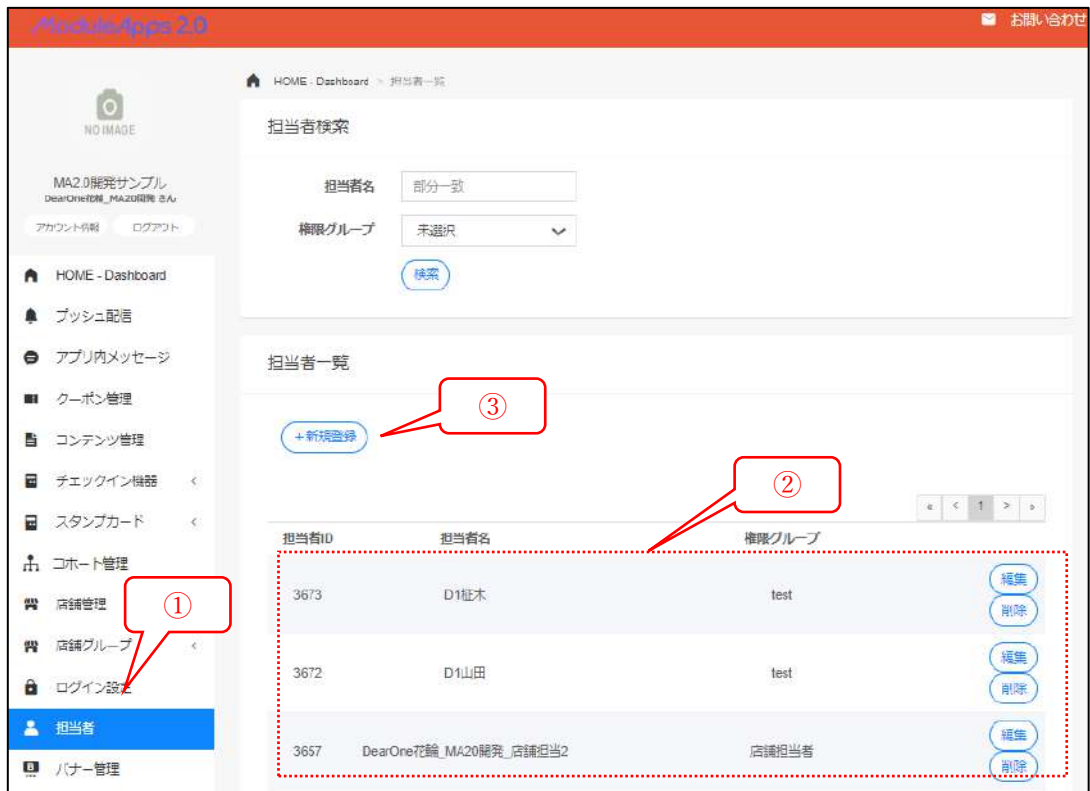 ModuleApps 2.0
お問い合わせ
NO IMAGE
MA2.0開発サンプル
DearOne花輪_MA20開発 さん
アカウント情報 ログアウト
HOME - Dashboard
プッシュ配信
アプリ内メッセージ
クーポン管理
コンテンツ管理
チェックイン機器 <
スタンプカード <
コホート管理
店舗管理
店舗グループ <
ログイン設定
担当者
バナー管理
①
HOME - Dashboard > 担当者一覧
担当者検索
担当者名 部分一致
権限グループ 未選択
検索
担当者一覧
③
+新規登録
②
« < 1 > »
担当者ID 担当者名 権限グループ
3673 D1柾木 test 編集 削除
3672 D1山田 test 編集 削除
3657 DearOne花輪_MA20開発_店舗担当2 店舗担当者 編集 削除